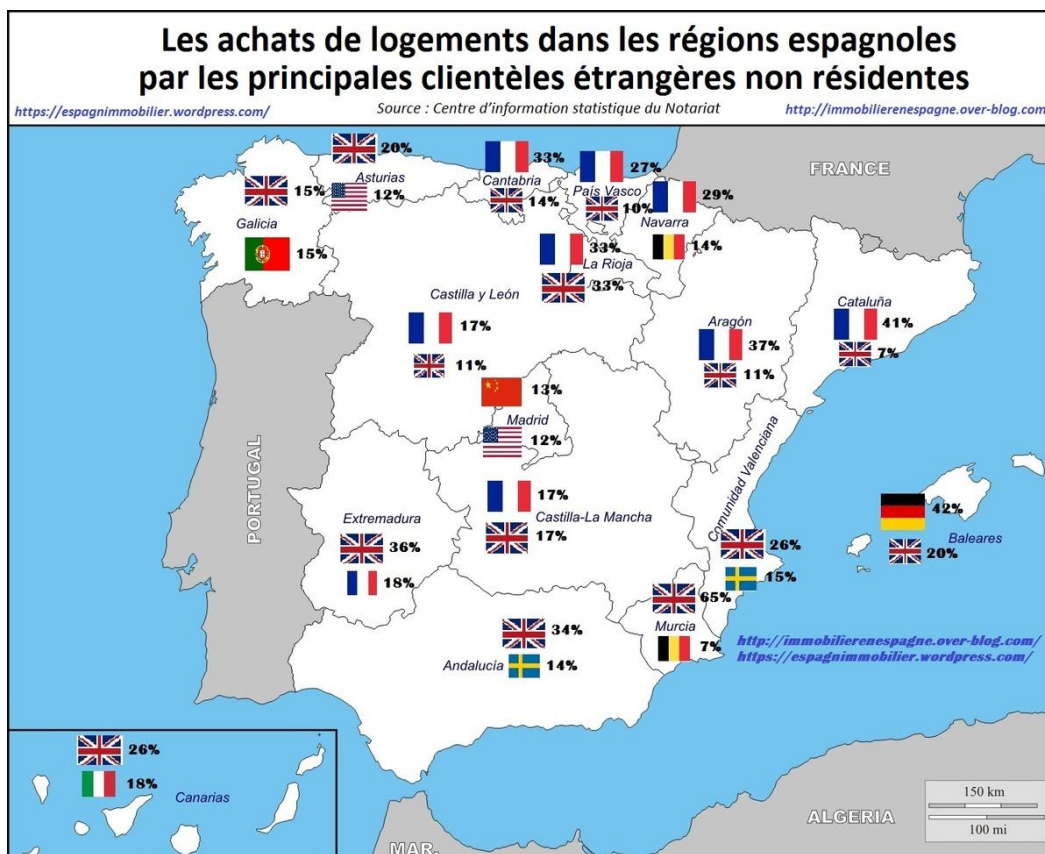 Les achats de logements dans les régions espagnoles
par les principales clientèles étrangères non résidentes
https://espagnimmobilier.wordpress.com/
Source : Centre d'information statistique du Notariat
http://immobilierenespagne.over-blog.com
FRANCE
20%
Asturias
12%
15%
Galicia
15%
33%
Cantabria
14%
27%
País Vasco
10%
29%
Navarra
14%
33%
La Rioja
33%
Castilla y León
17%
11%
Aragón
37%
11%
Cataluña
41%
7%
13%
Madrid
12%
PORTUGAL
Comunidad Valenciana
26%
15%
17%
Castilla-La Mancha
17%
Extremadura
36%
18%
42%
Baleares
20%
65%
Murcia
7%
34%
Andalucía
14%
http://immobilierenespagne.over-blog.com/
https://espagnimmobilier.wordpress.com/
26%
18%
Canarias
150 km
100 mi
ALGERIA
MAR.